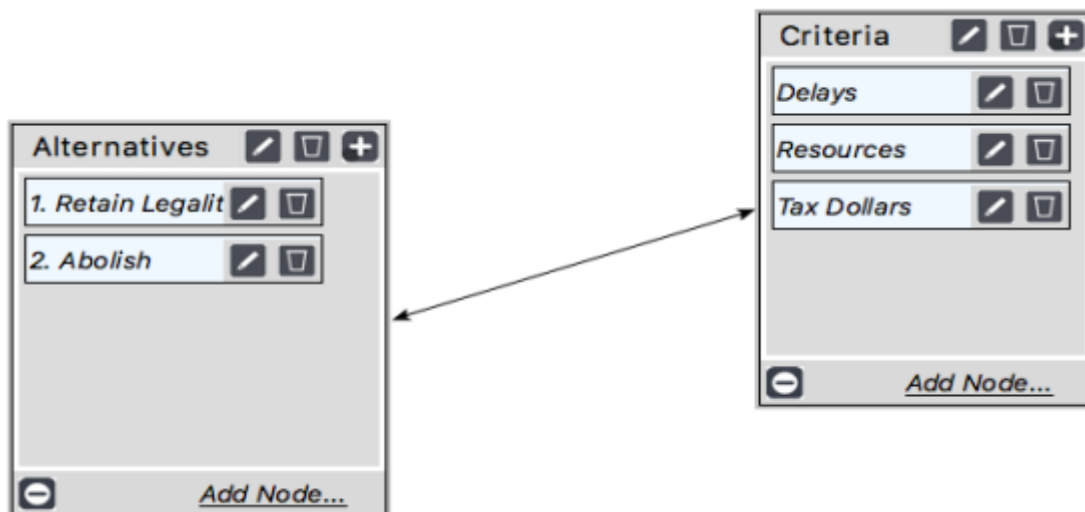 Alternatives
1. Retain Legalit
2. Abolish
Add Node...
Criteria
Delays
Resources
Tax Dollars
Add Node...